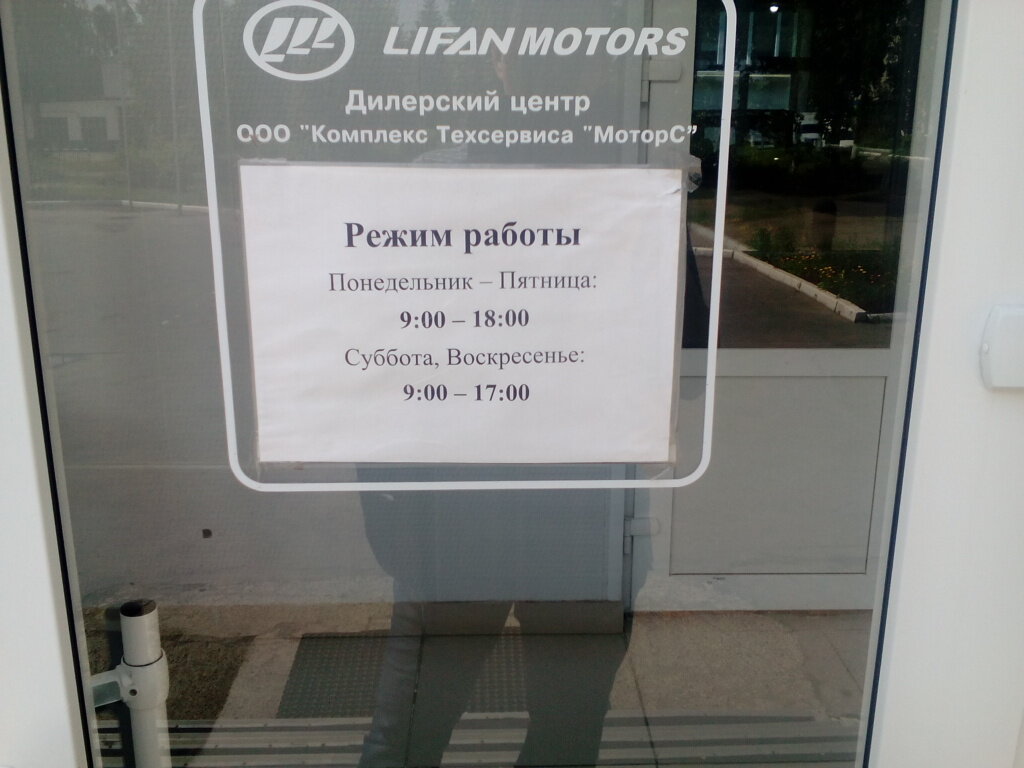 LIFAN MOTORS
Дилерский центр
ООО "Комплекс Техсервиса "МоторС"
Режим работы
Понедельник – Пятница:
9:00 – 18:00
Суббота, Воскресенье:
9:00 – 17:00